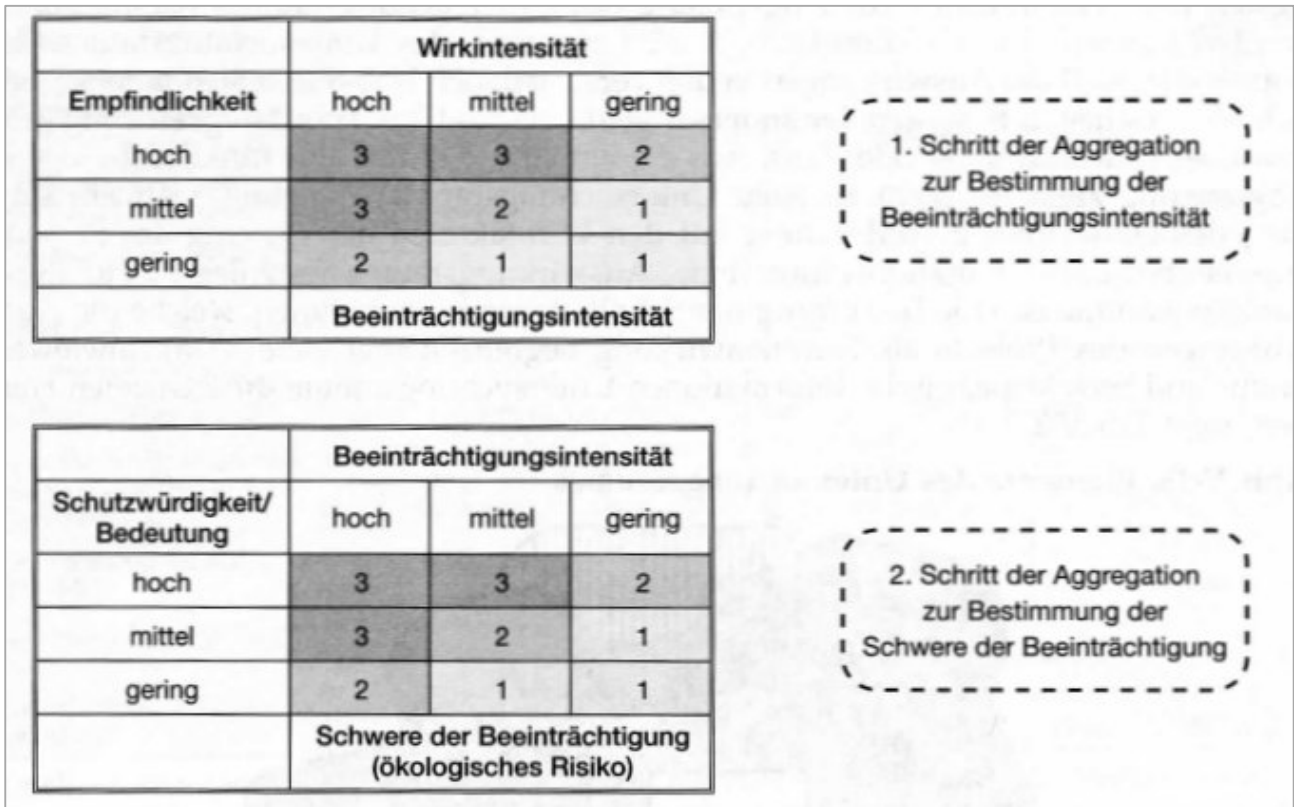 Wirkintensität
Empfindlichkeit hoch mittel gering
hoch 3 3 2
mittel 3 2 1
gering 2 1 1
Beeinträchtigungsintensität
1. Schritt der Aggregation
zur Bestimmung der
Beeinträchtigungsintensität
Beeinträchtigungsintensität
Schutzwürdigkeit/
Bedeutung hoch mittel gering
hoch 3 3 2
mittel 3 2 1
gering 2 1 1
Schwere der Beeinträchtigung
(ökologisches Risiko)
2. Schritt der Aggregation
zur Bestimmung der
Schwere der Beeinträchtigung